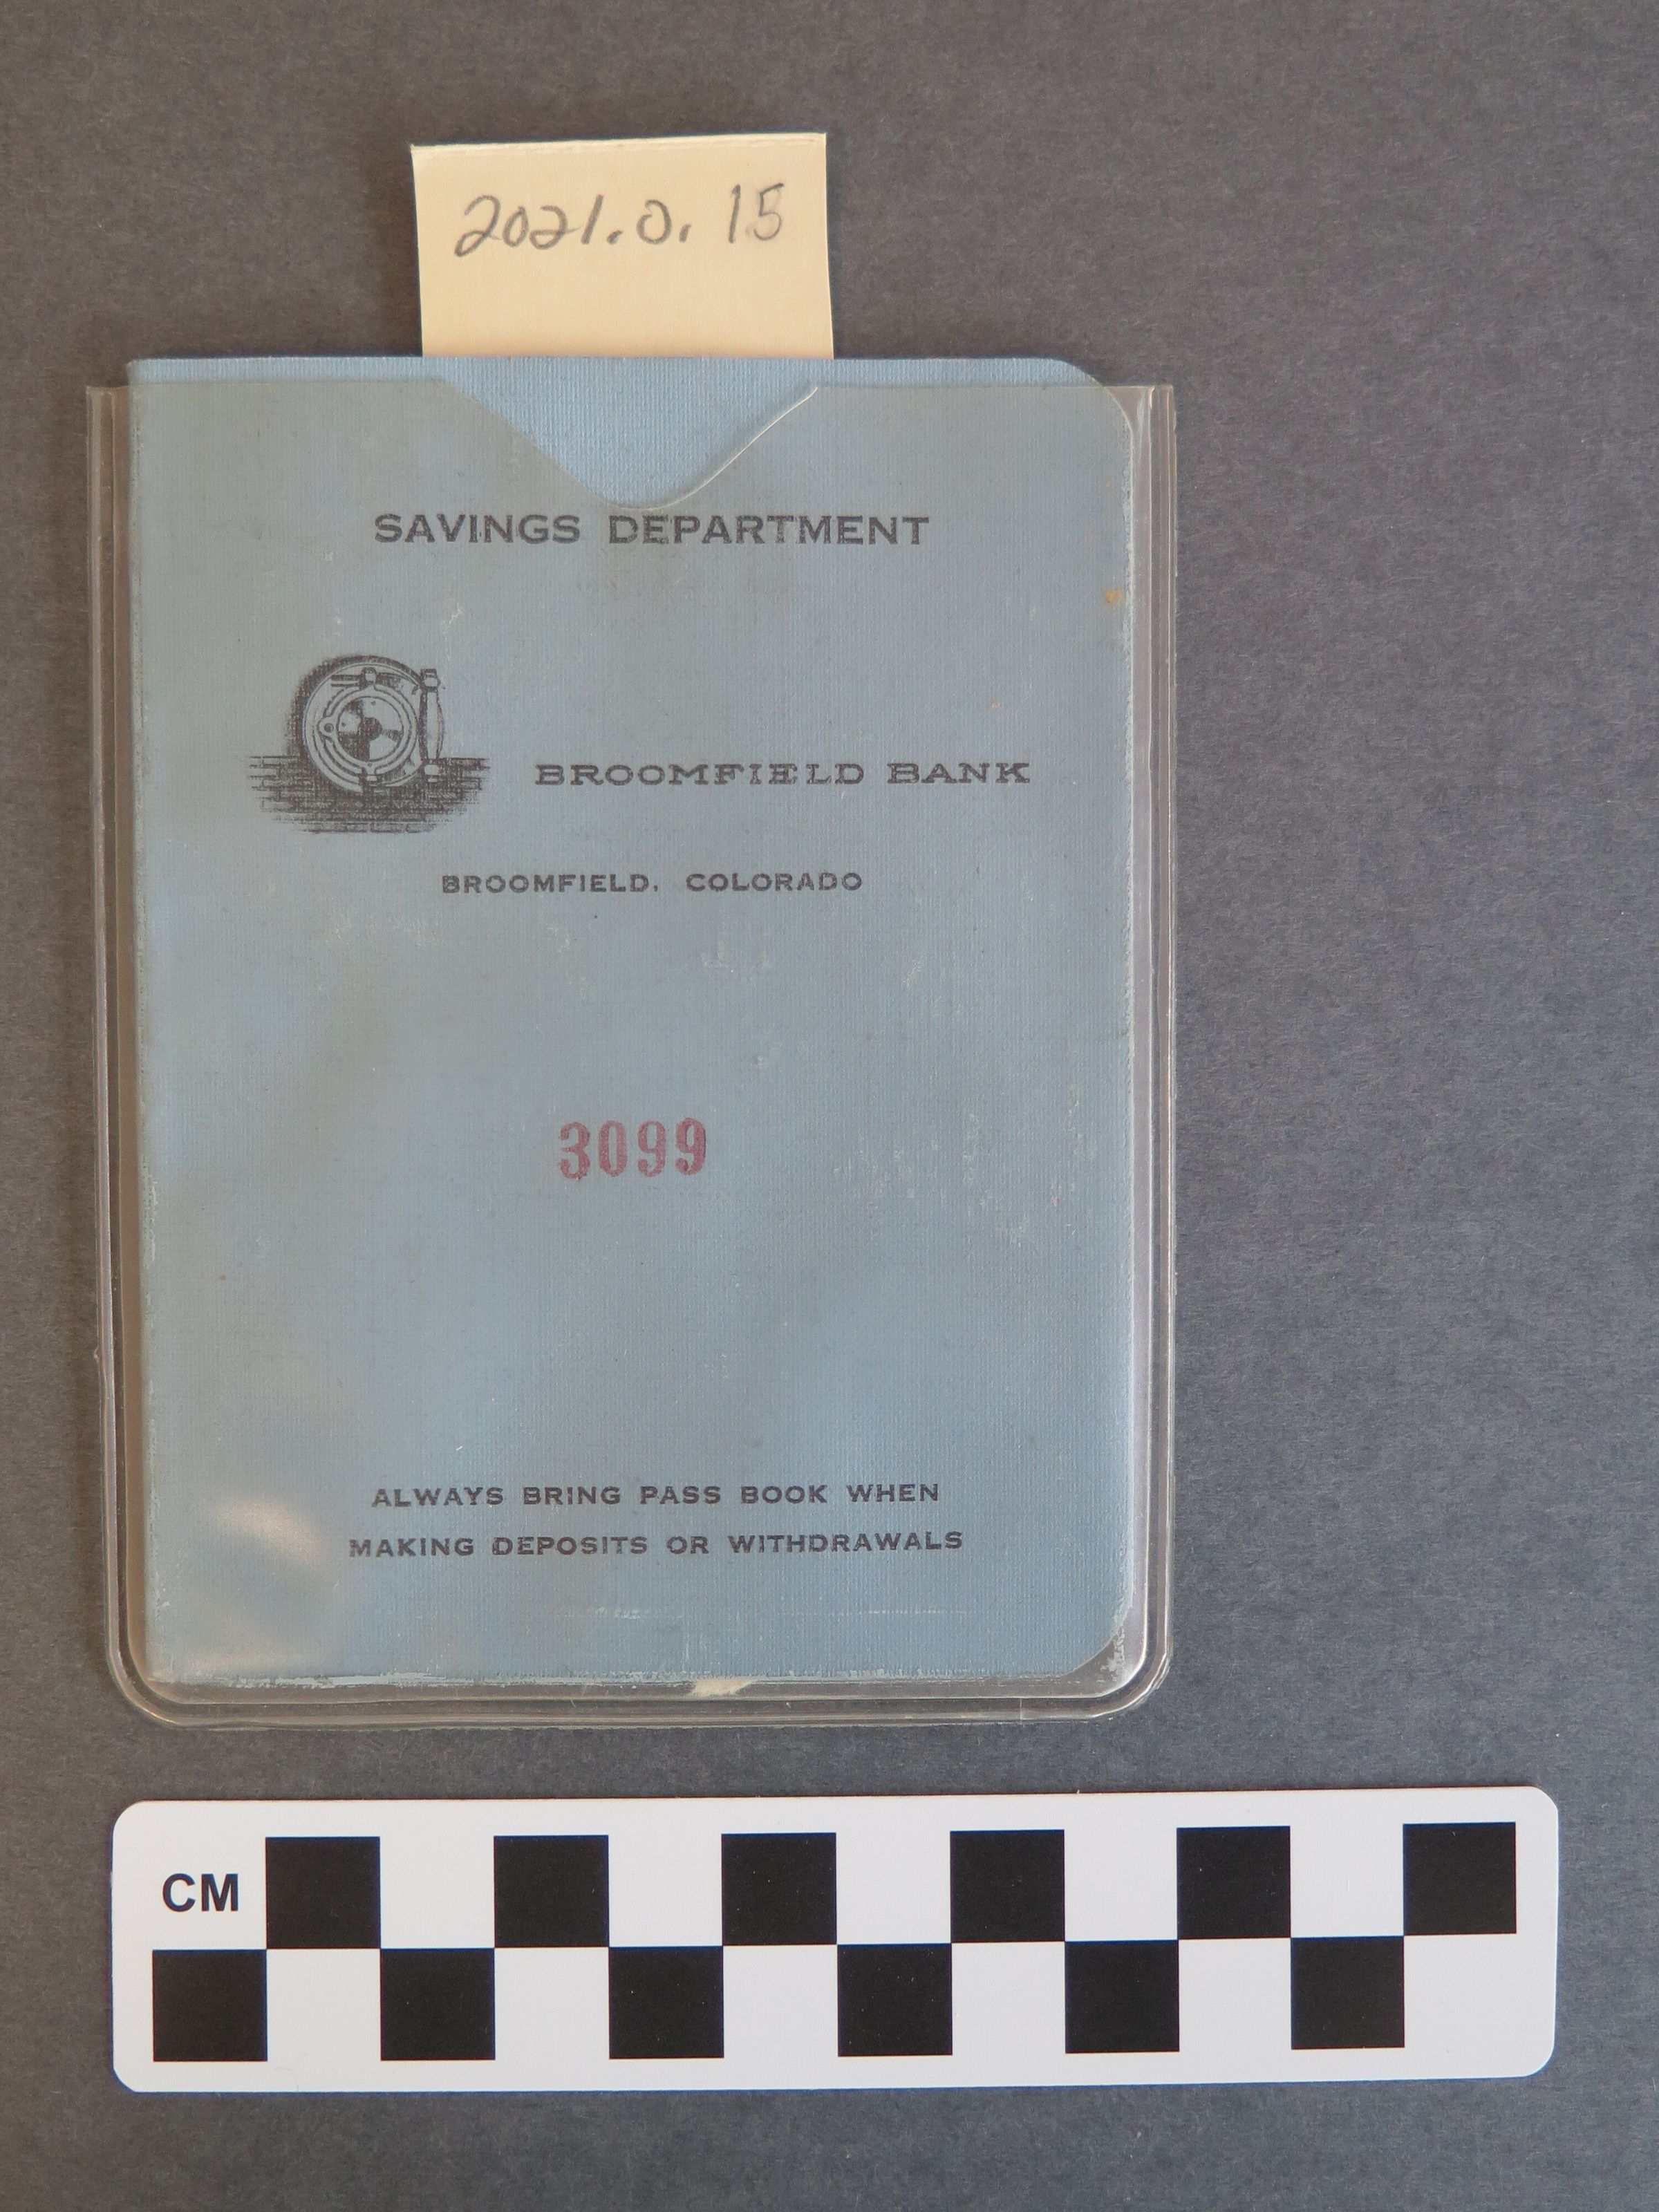 2021.0.15
SAVINGS DEPARTMENT
BROOMFIELD BANK
BROOMFIELD, COLORADO
3099
ALWAYS BRING PASS BOOK WHEN
MAKING DEPOSITS OR WITHDRAWALS
CM